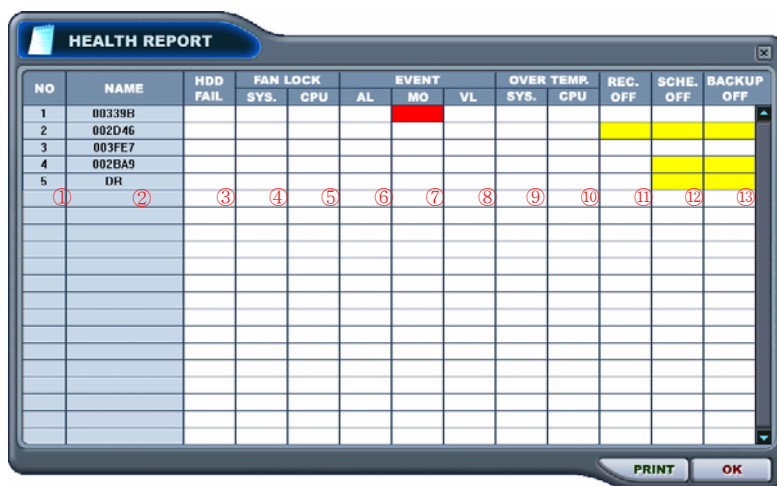 HEALTH REPORT
NO NAME HDD FAIL FAN LOCK EVENT OVER TEMP. REC. OFF SCHE. OFF BACKUP OFF
SYS. CPU AL MO VL SYS. CPU
1 00339B
2 002D46
3 003FE7
4 002BA9
5 DR
① ② ③ ④ ⑤ ⑥ ⑦ ⑧ ⑨ ⑩ ⑪ ⑫ ⑬
PRINT OK